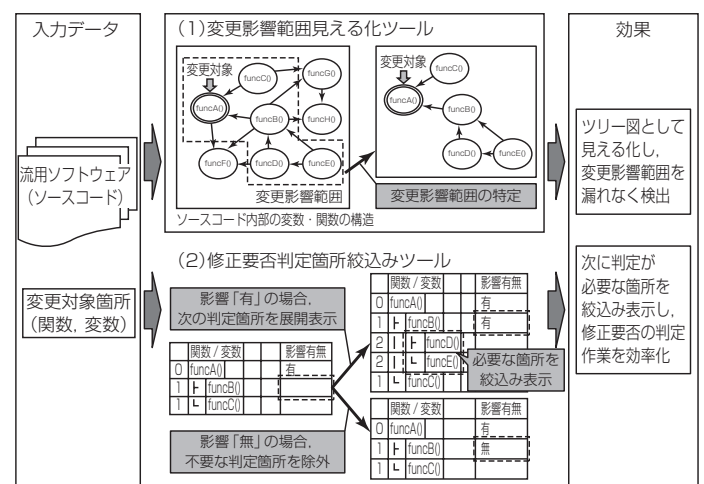 入力データ
流用ソフトウェア
(ソースコード)
変更対象箇所
(関数, 変数)
(1)変更影響範囲見える化ツール
変更対象
funcC()
funcG()
funcA()
funcB()
funcH()
funcF()
funcD()
funcE()
変更影響範囲
変更対象
funcC()
funcA()
funcB()
funcD()
funcE()
変更影響範囲の特定
ソースコード内部の変数・関数の構造
(2)修正要否判定箇所絞込みツール
影響「有」の場合,
次の判定箇所を展開表示
関数/変数 影響有無
0 funcA() 有
1 ┣ funcB()
1 ┗ funcC()
影響「無」の場合,
不要な判定箇所を除外
関数/変数 影響有無
0 funcA() 有
1 ┣ funcB() 有
2 ┃ ┣ funcD()
2 ┃ ┗ funcE()
1 ┗ funcC()
必要な箇所を
絞込み表示
関数/変数 影響有無
0 funcA() 有
1 ┣ funcB() 無
1 ┗ funcC()
効果
ツリー図として
見える化し,
変更影響範囲を
漏れなく検出
次に判定が
必要な箇所を
絞込み表示し,
修正要否の判定
作業を効率化